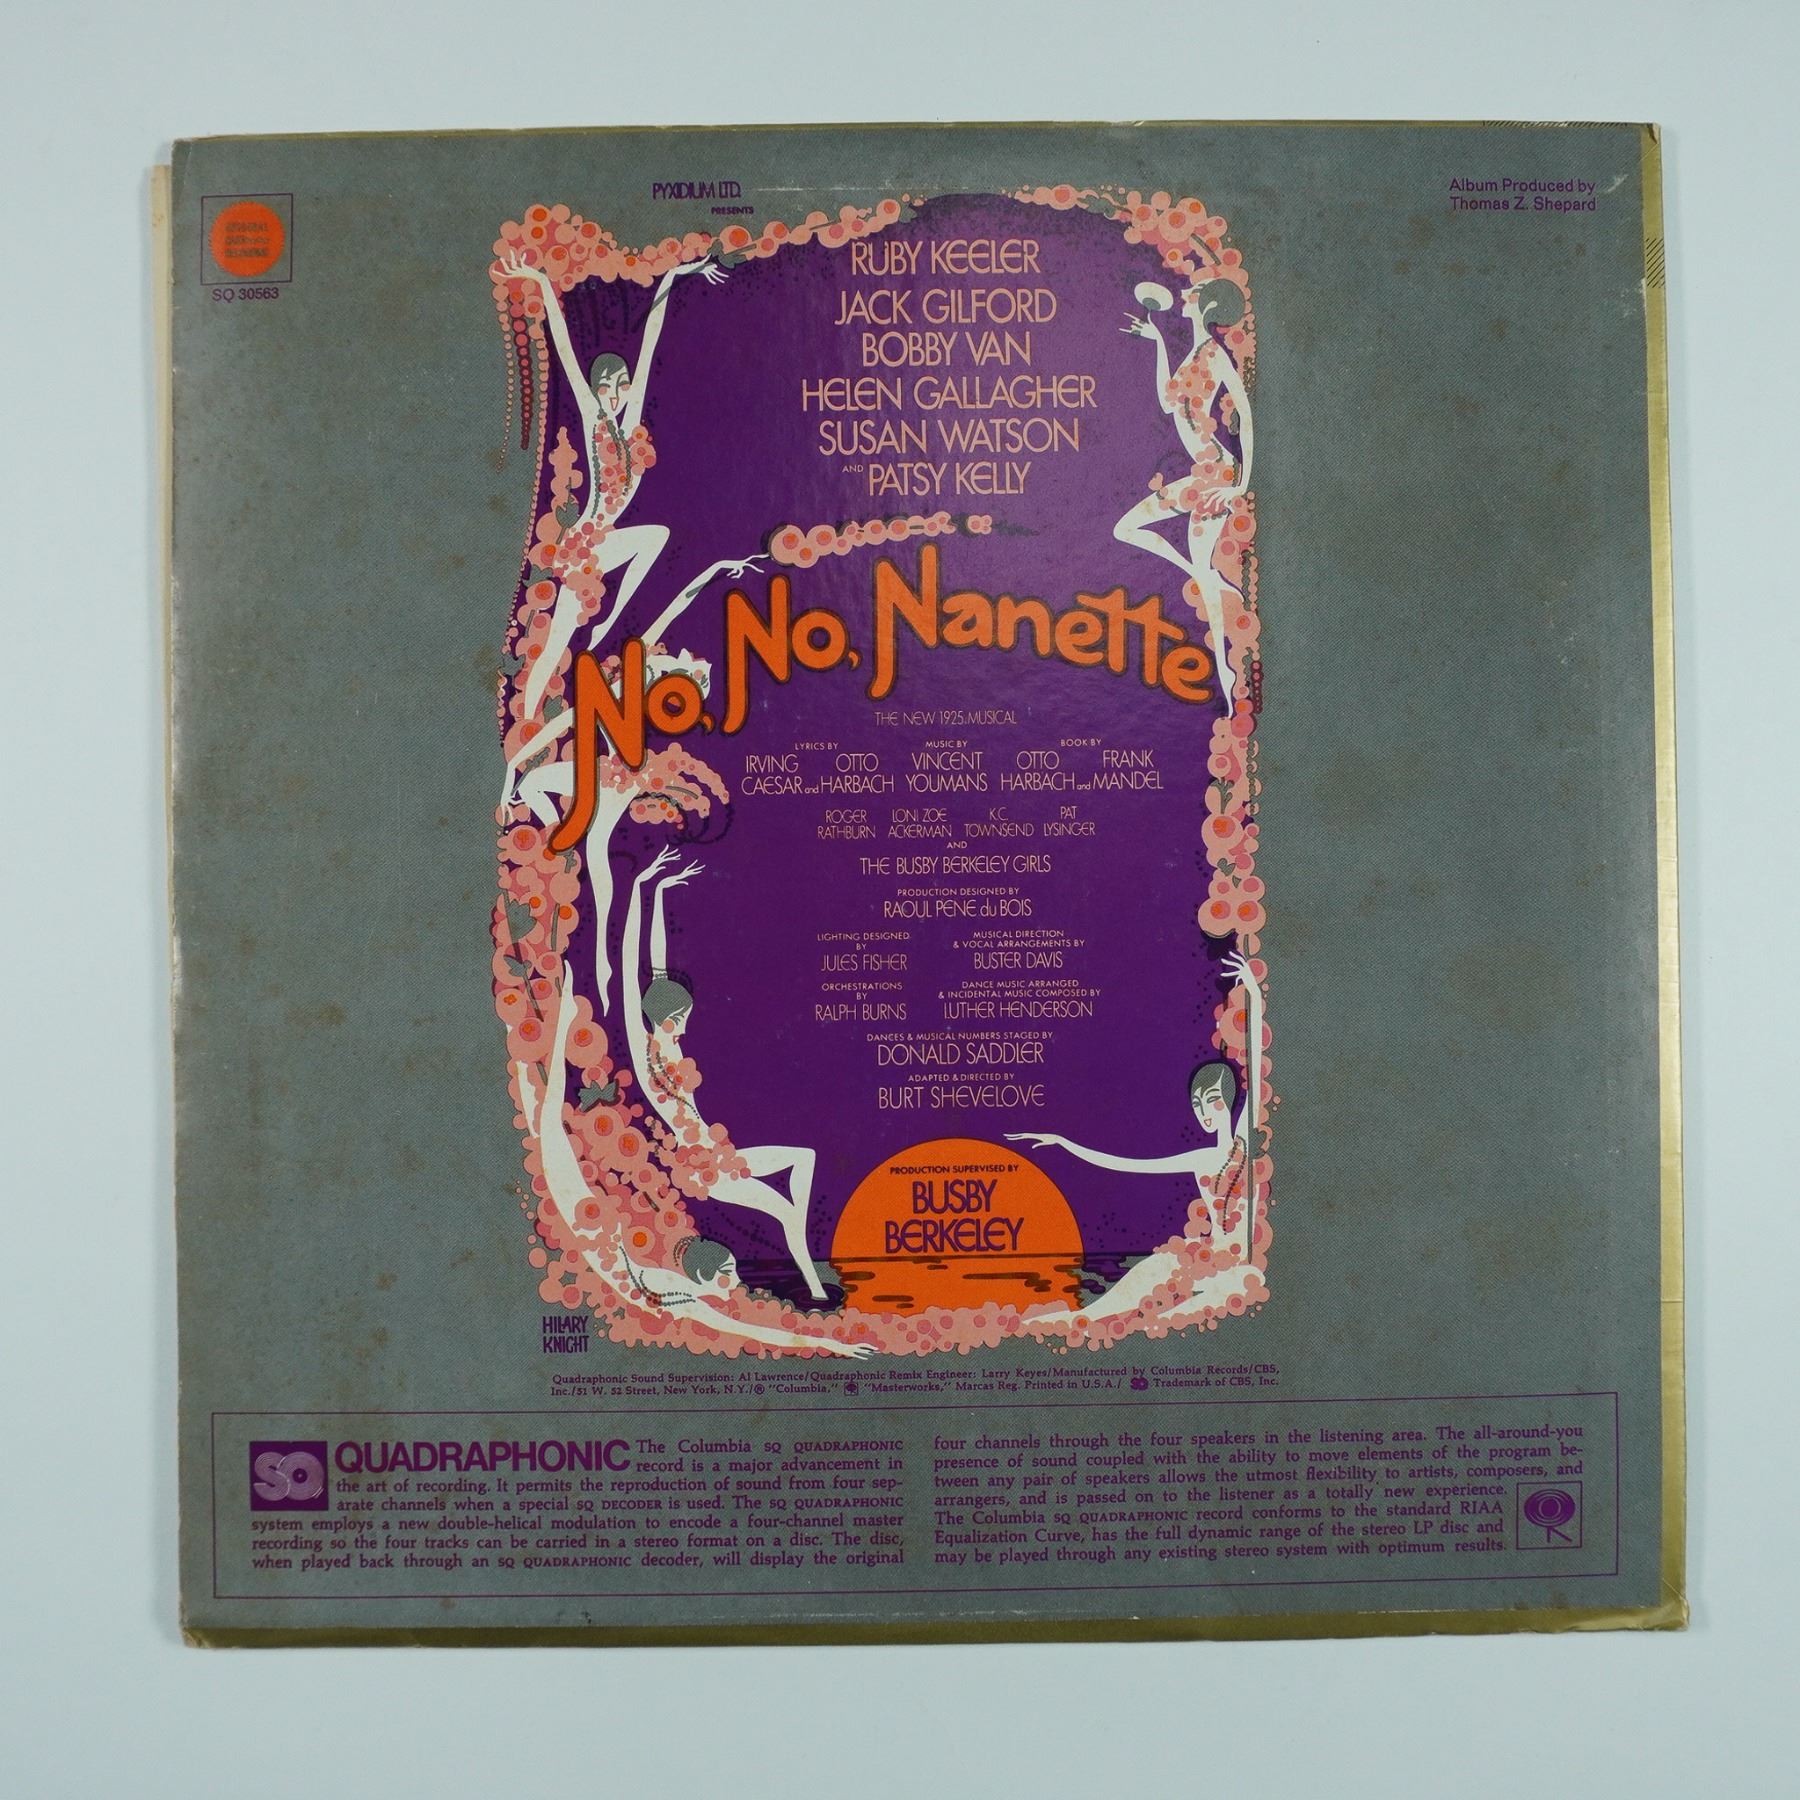 PYXIDIUM LTD.
PRESENTS
Album Produced by
Thomas Z. Shepard
SQ 30563
RUBY KEELER
JACK GILFORD
BOBBY VAN
HELEN GALLAGHER
SUSAN WATSON
AND PATSY KELLY
No, No, Nanette
THE NEW 1925 MUSICAL
LYRICS BY MUSIC BY BOOK BY
IRVING OTTO VINCENT OTTO FRANK
CAESAR and HARBACH YOUMANS HARBACH and MANDEL
ROGER LONI ZOE K.C. PAT
RATHBURN ACKERMAN TOWNSEND LYSINGER
AND
THE BUSBY BERKELEY GIRLS
PRODUCTION DESIGNED BY
RAOUL PENE du BOIS
LIGHTING DESIGNED
BY
JULES FISHER
MUSICAL DIRECTION
& VOCAL ARRANGEMENTS BY
BUSTER DAVIS
ORCHESTRATIONS
BY
RALPH BURNS
DANCE MUSIC ARRANGED
& INCIDENTAL MUSIC COMPOSED BY
LUTHER HENDERSON
DANCES & MUSICAL NUMBERS STAGED BY
DONALD SADDLER
ADAPTED & DIRECTED BY
BURT SHEVELOVE
PRODUCTION SUPERVISED BY
BUSBY
BERKELEY
HILARY
KNIGHT
Quadraphonic Sound Supervision: Al Lawrence/Quadraphonic Remix Engineer: Larry Keyes/Manufactured by Columbia Records/CBS,
Inc./51 W. 52 Street, New York, N.Y./® "Columbia," "Masterworks," Marcas Reg. Printed in U.S.A./ SQ Trademark of CBS, Inc.
SQ QUADRAPHONIC The Columbia SQ QUADRAPHONIC
record is a major advancement in
the art of recording. It permits the reproduction of sound from four sep-
arate channels when a special SQ DECODER is used. The SQ QUADRAPHONIC
system employs a new double-helical modulation to encode a four-channel master
recording so the four tracks can be carried in a stereo format on a disc. The disc,
when played back through an SQ QUADRAPHONIC decoder, will display the original
four channels through the four speakers in the listening area. The all-around-you
presence of sound coupled with the ability to move elements of the program be-
tween any pair of speakers allows the utmost flexibility to artists, composers, and
arrangers, and is passed on to the listener as a totally new experience.
The Columbia SQ QUADRAPHONIC record conforms to the standard RIAA
Equalization Curve, has the full dynamic range of the stereo LP disc and
may be played through any existing stereo system with optimum results.